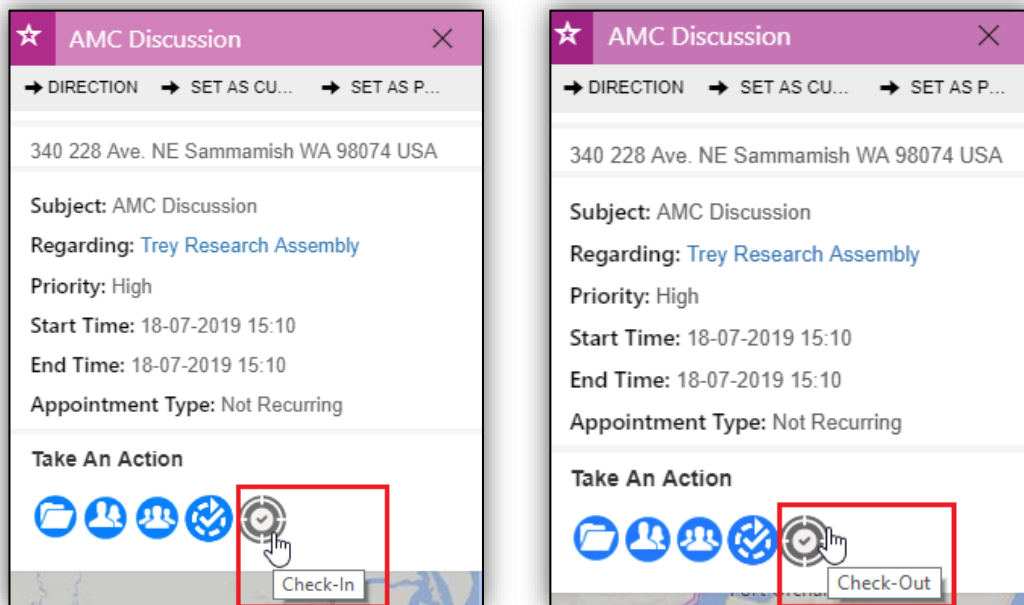 AMC Discussion
DIRECTION SET AS CU... SET AS P...
340 228 Ave. NE Sammamish WA 98074 USA
Subject: AMC Discussion
Regarding: Trey Research Assembly
Priority: High
Start Time: 18-07-2019 15:10
End Time: 18-07-2019 15:10
Appointment Type: Not Recurring
Take An Action
Check-In
AMC Discussion
DIRECTION SET AS CU... SET AS P...
340 228 Ave. NE Sammamish WA 98074 USA
Subject: AMC Discussion
Regarding: Trey Research Assembly
Priority: High
Start Time: 18-07-2019 15:10
End Time: 18-07-2019 15:10
Appointment Type: Not Recurring
Take An Action
Check-Out